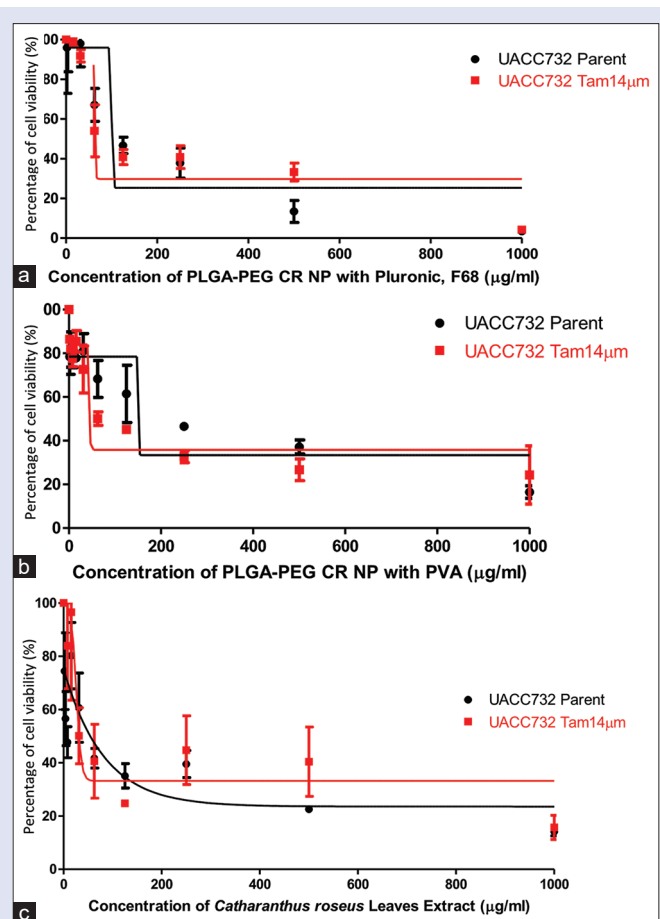 00
80
60
40
20
0
Percentage of cell viability (%)
UACC732 Parent
UACC732 Tam14μm
0
200
400
600
800
1000
a
Concentration of PLGA-PEG CR NP with Pluronic, F68 (μg/ml)
00
80
60
40
20
0
Percentage of cell viability (%)
UACC732 Parent
UACC732 Tam14μm
0
200
400
600
800
1000
b
Concentration of PLGA-PEG CR NP with PVA (μg/ml)
100
80
60
40
20
0
Percentage of cell viability (%)
UACC732 Parent
UACC732 Tam14μm
0
200
400
600
800
1000
c
Concentration of Catharanthus roseus Leaves Extract (μg/ml)